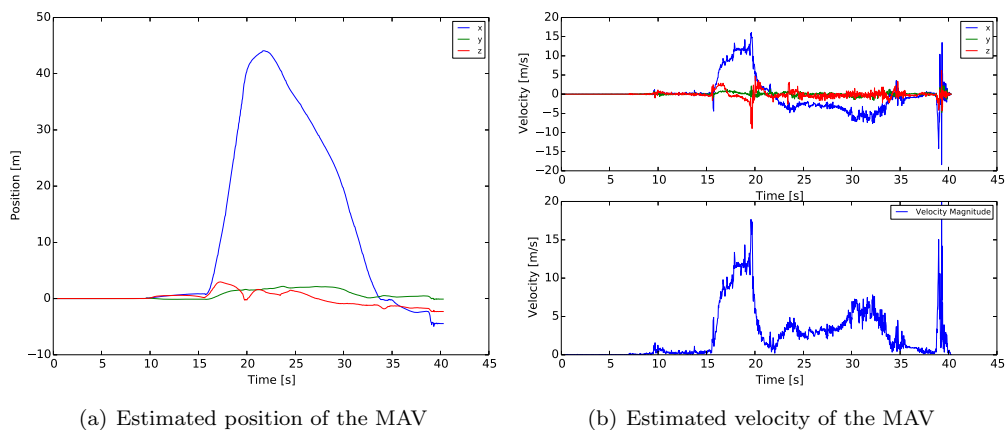 50
40
30
20
10
0
−10
Position [m]
0 5 10 15 20 25 30 35 40 45
Time [s]
x
y
z
20
15
10
5
0
−5
−10
−15
−20
Velocity [m/s]
0 5 10 15 20 25 30 35 40 45
Time [s]
x
y
z
20
15
10
5
0
Velocity [m/s]
Velocity Magnitude
0 5 10 15 20 25 30 35 40 45
Time [s]
(a) Estimated position of the MAV
(b) Estimated velocity of the MAV